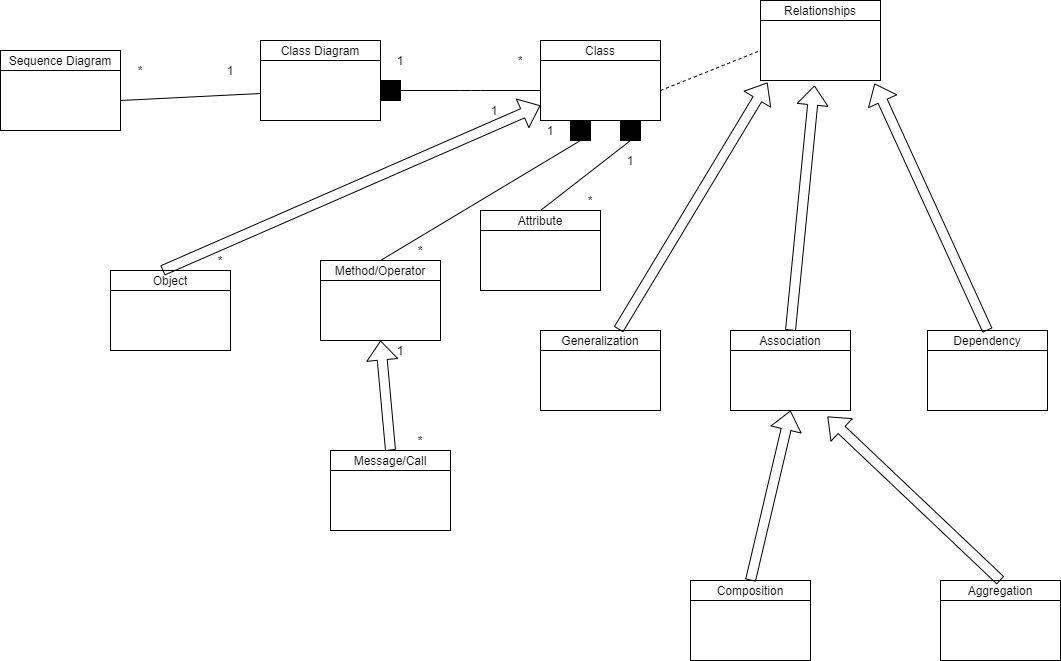 Relationships
Sequence Diagram
Class Diagram
Class
*
1
1
*
1
1
1
*
Attribute
*
*
Object
Method/Operator
1
Generalization
Association
Dependency
*
Message/Call
Composition
Aggregation